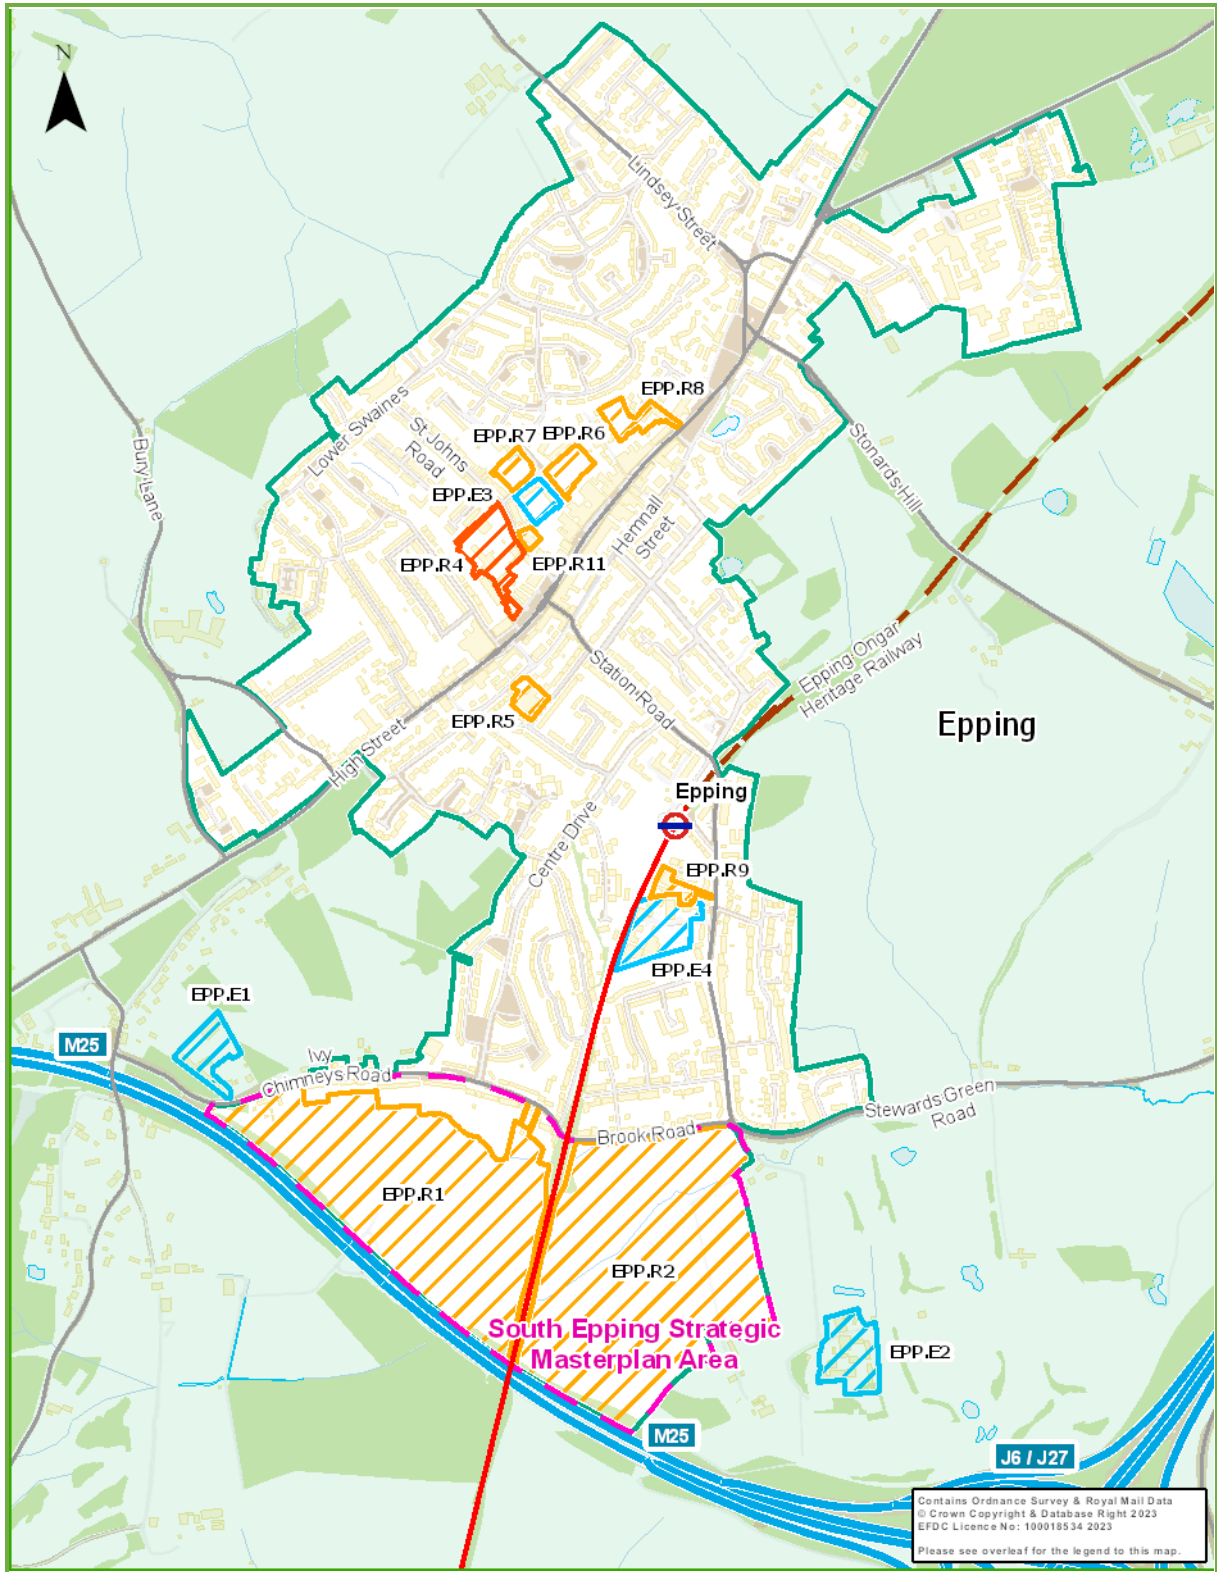 N
Lindsey Street
EPP.R8
Lower Swaines
St Johns
Road
EPP.R7
EPP.R6
Bury Lane
Stonards Hill
EPP.E3
Hemnall
Street
EPP.R4
EPP.R11
Epping Ongar
Heritage Railway
Station Road
EPP.R5
Epping
High Street
Epping
Centre Drive
EPP.R9
EPP.E4
EPP.E1
M25
Ivy
Chimneys Road
Stewards Green
Road
Brook Road
EPP.R1
EPP.R2
South Epping Strategic
Masterplan Area
EPP.E2
M25
J6 / J27
Contains Ordnance Survey & Royal Mail Data
© Crown Copyright & Database Right 2023
EFDC Licence No: 100018534 2023
Please see overleaf for the legend to this map.